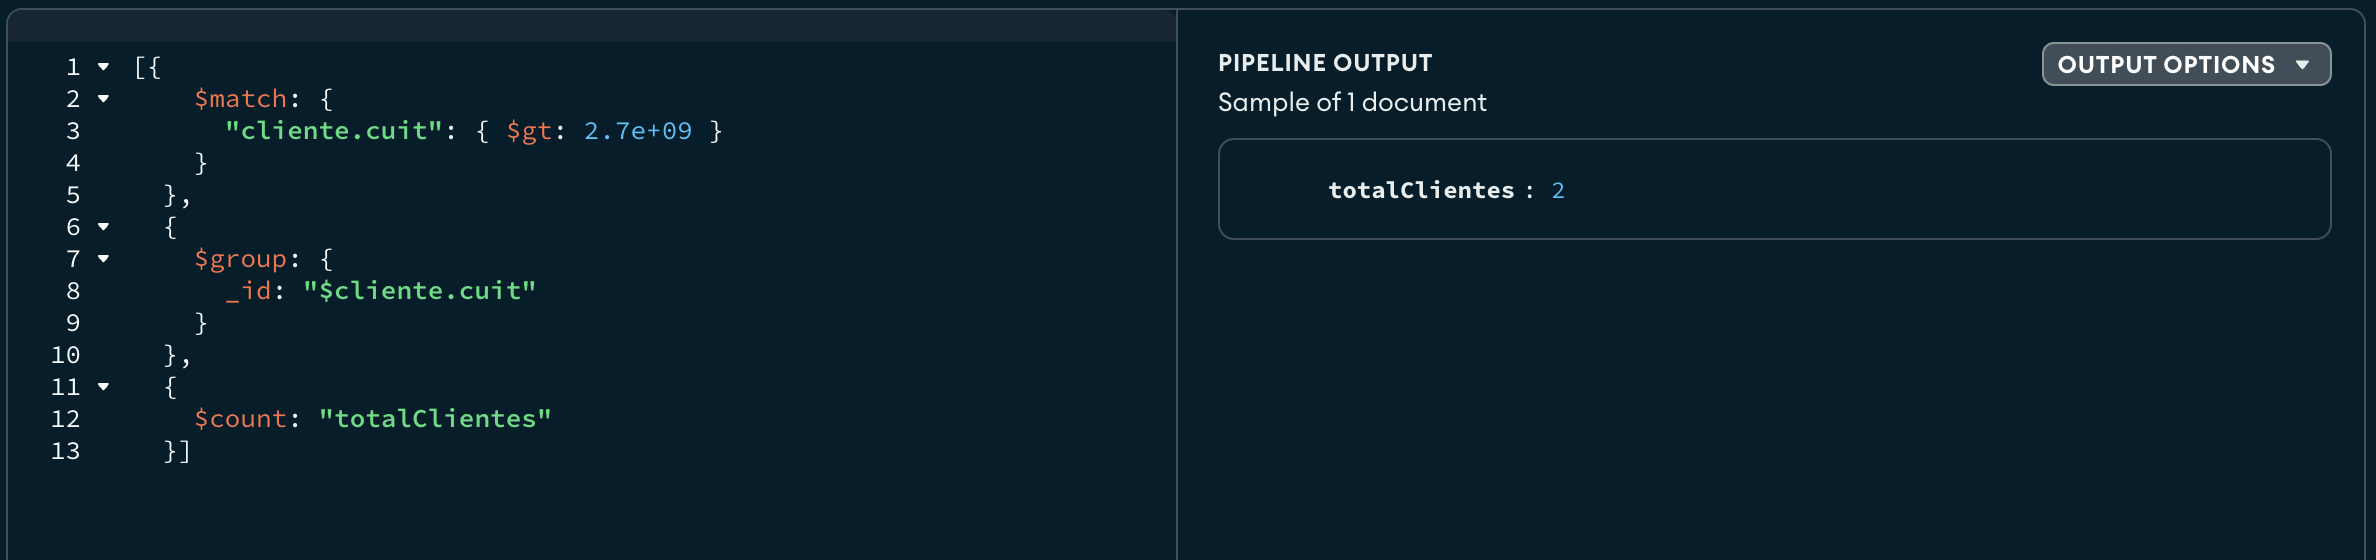 1 [{
2 $match: {
3 "cliente.cuit": { $gt: 2.7e+09 }
4 }
5 },
6 {
7 $group: {
8 _id: "$cliente.cuit"
9 }
10 },
11 {
12 $count: "totalClientes"
13 }]
PIPELINE OUTPUT
OUTPUT OPTIONS
Sample of 1 document
totalClientes : 2